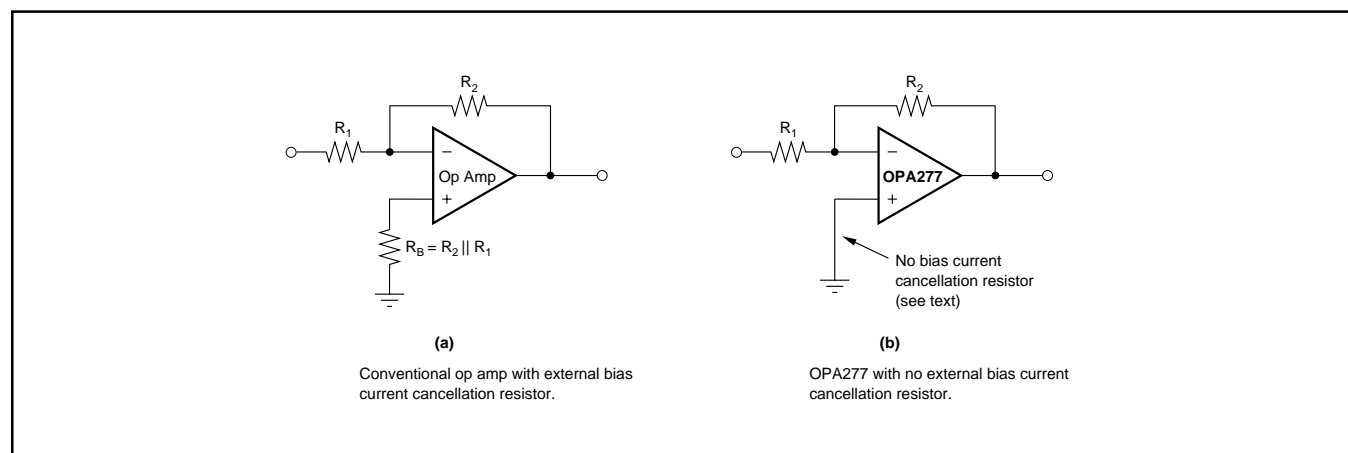 R2
R1
−
Op Amp
+
RB = R2 || R1
(a)
Conventional op amp with external bias
current cancellation resistor.
R2
R1
−
OPA277
+
No bias current
cancellation resistor
(see text)
(b)
OPA277 with no external bias current
cancellation resistor.